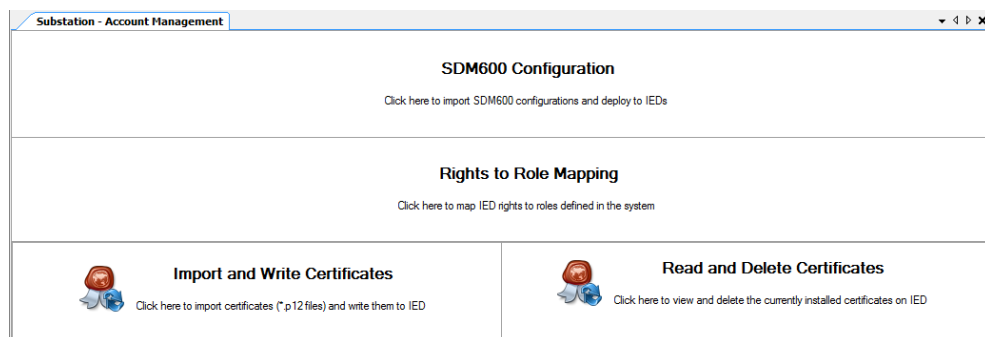 Substation - Account Management
SDM600 Configuration
Click here to import SDM600 configurations and deploy to IEDs
Rights to Role Mapping
Click here to map IED rights to roles defined in the system
Import and Write Certificates
Click here to import certificates (*.p12 files) and write them to IED
Read and Delete Certificates
Click here to view and delete the currently installed certificates on IED